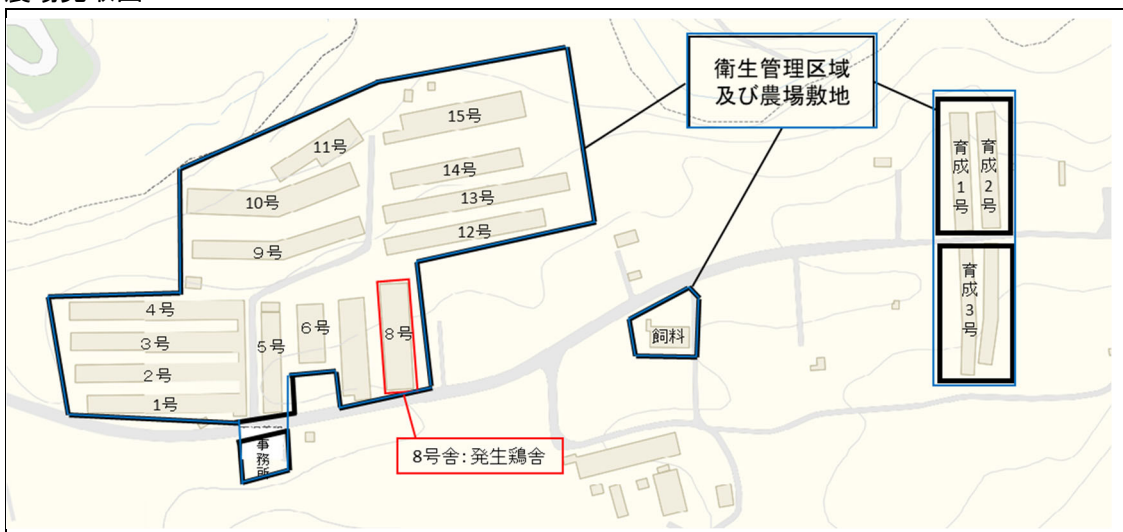 衛生管理区域
及び農場敷地
15号
11号
14号
10号
13号
12号
9号
育成1号
育成2号
4号
3号
2号
1号
5号
6号
8号
飼料
育成3号
事務所
8号舎：発生鶏舎